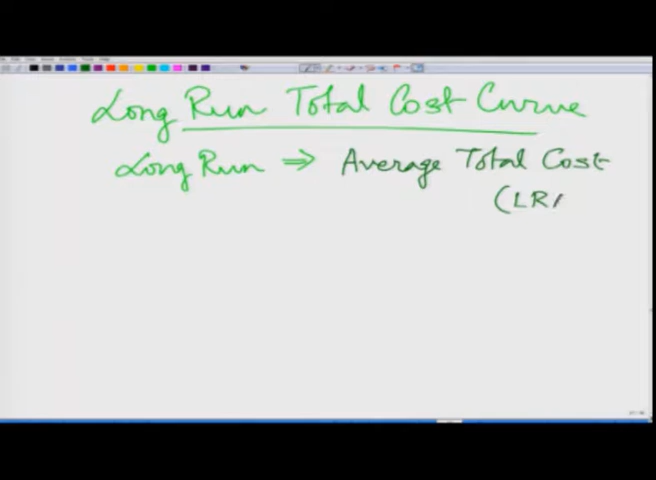 Long Run Total Cost Curve
Long Run ⇒ Average Total Cost
(LR